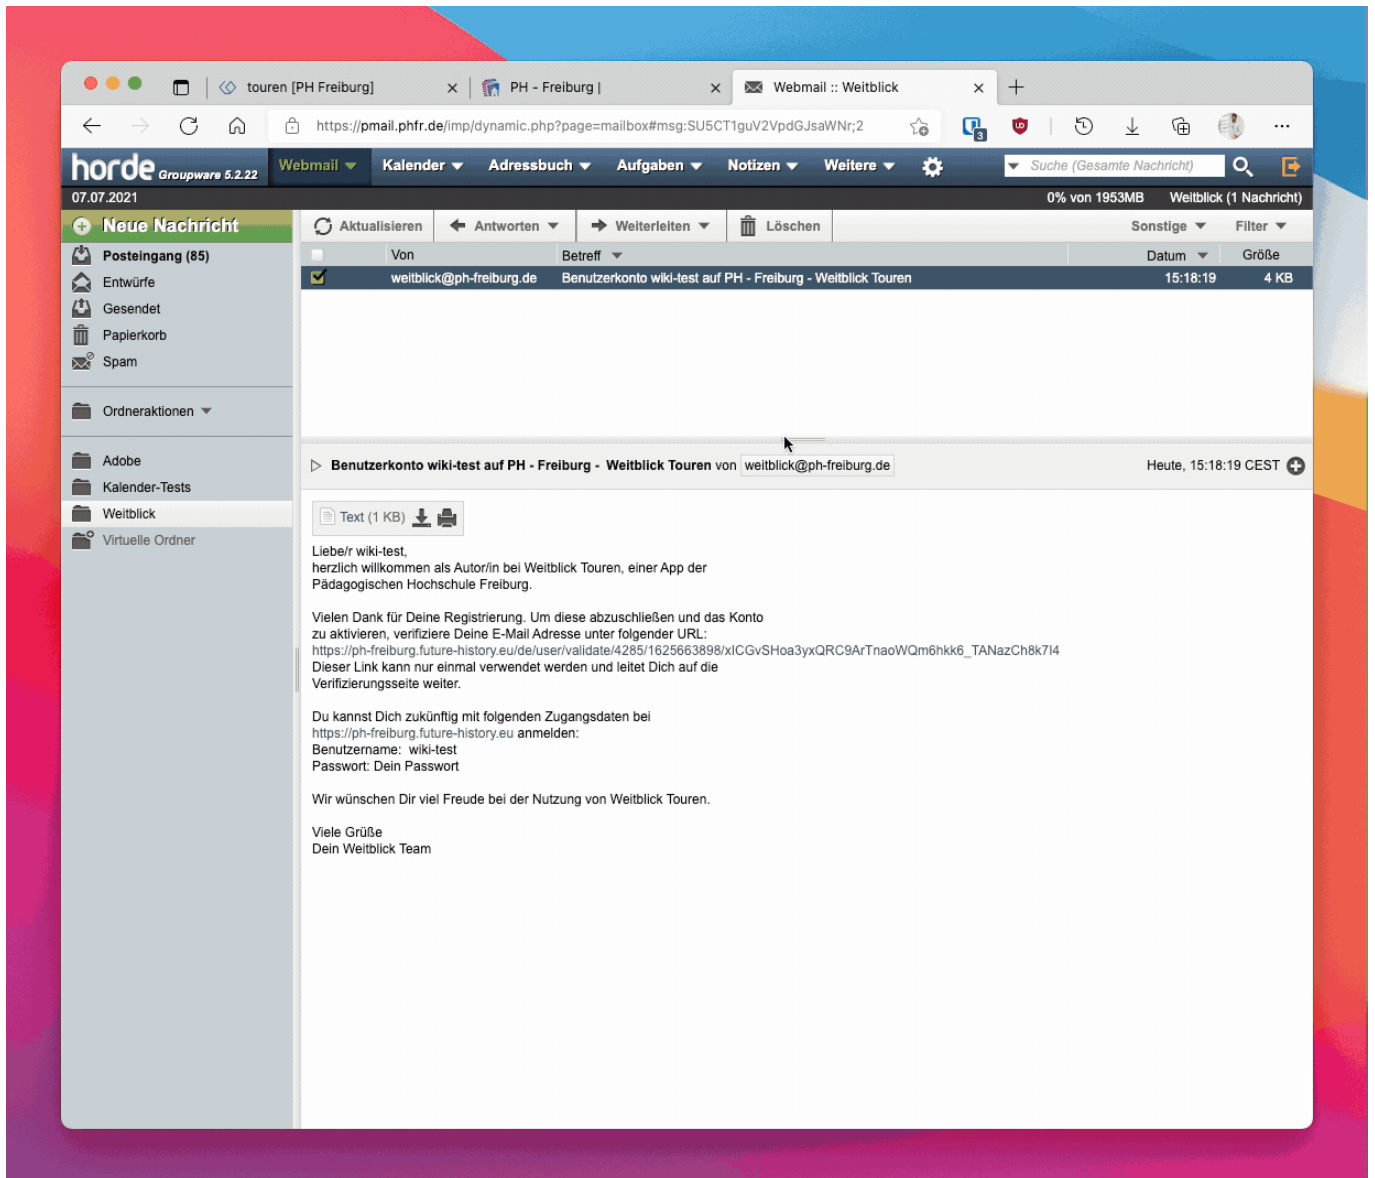 touren [PH Freiburg]
PH - Freiburg |
Webmail :: Weitblick
https://pmail.phfr.de/imp/dynamic.php?page=mailbox#msg:SU5CT1guV2VpdGJsaWNr;2
3
horde Groupware 5.2.22
Webmail
Kalender
Adressbuch
Aufgaben
Notizen
Weitere
Suche (Gesamte Nachricht)
07.07.2021
0% von 1953MB
Weitblick (1 Nachricht)
Neue Nachricht
Aktualisieren
Antworten
Weiterleiten
Löschen
Sonstige
Filter
Posteingang (85)
Entwürfe
Gesendet
Papierkorb
Spam
Ordneraktionen
Adobe
Kalender-Tests
Weitblick
Virtuelle Ordner
Von Betreff Datum Größe
weitblick@ph-freiburg.de Benutzerkonto wiki-test auf PH - Freiburg - Weitblick Touren 15:18:19 4 KB
Benutzerkonto wiki-test auf PH - Freiburg - Weitblick Touren von weitblick@ph-freiburg.de Heute, 15:18:19 CEST
Text (1 KB)
Liebe/r wiki-test,
herzlich willkommen als Autor/in bei Weitblick Touren, einer App der
Pädagogischen Hochschule Freiburg.
Vielen Dank für Deine Registrierung. Um diese abzuschließen und das Konto
zu aktivieren, verifiziere Deine E-Mail Adresse unter folgender URL:
https://ph-freiburg.future-history.eu/de/user/validate/4285/1625663898/xICGvSHoa3yxQRC9ArTnaoWQm6hkk6_TANazCh8k7I4
Dieser Link kann nur einmal verwendet werden und leitet Dich auf die
Verifizierungsseite weiter.
Du kannst Dich zukünftig mit folgenden Zugangsdaten bei
https://ph-freiburg.future-history.eu anmelden:
Benutzername: wiki-test
Passwort: Dein Passwort
Wir wünschen Dir viel Freude bei der Nutzung von Weitblick Touren.
Viele Grüße
Dein Weitblick Team